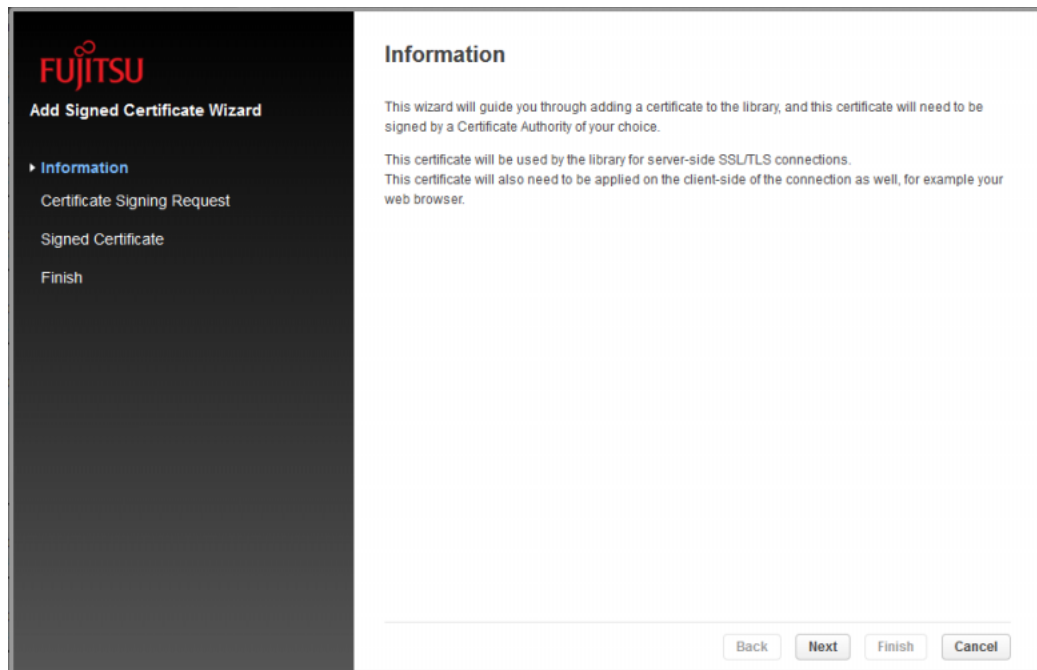 FUJITSU
Add Signed Certificate Wizard
Information
Certificate Signing Request
Signed Certificate
Finish
Information
This wizard will guide you through adding a certificate to the library, and this certificate will need to be
signed by a Certificate Authority of your choice.
This certificate will be used by the library for server-side SSL/TLS connections.
This certificate will also need to be applied on the client-side of the connection as well, for example your
web browser.
Back Next Finish Cancel